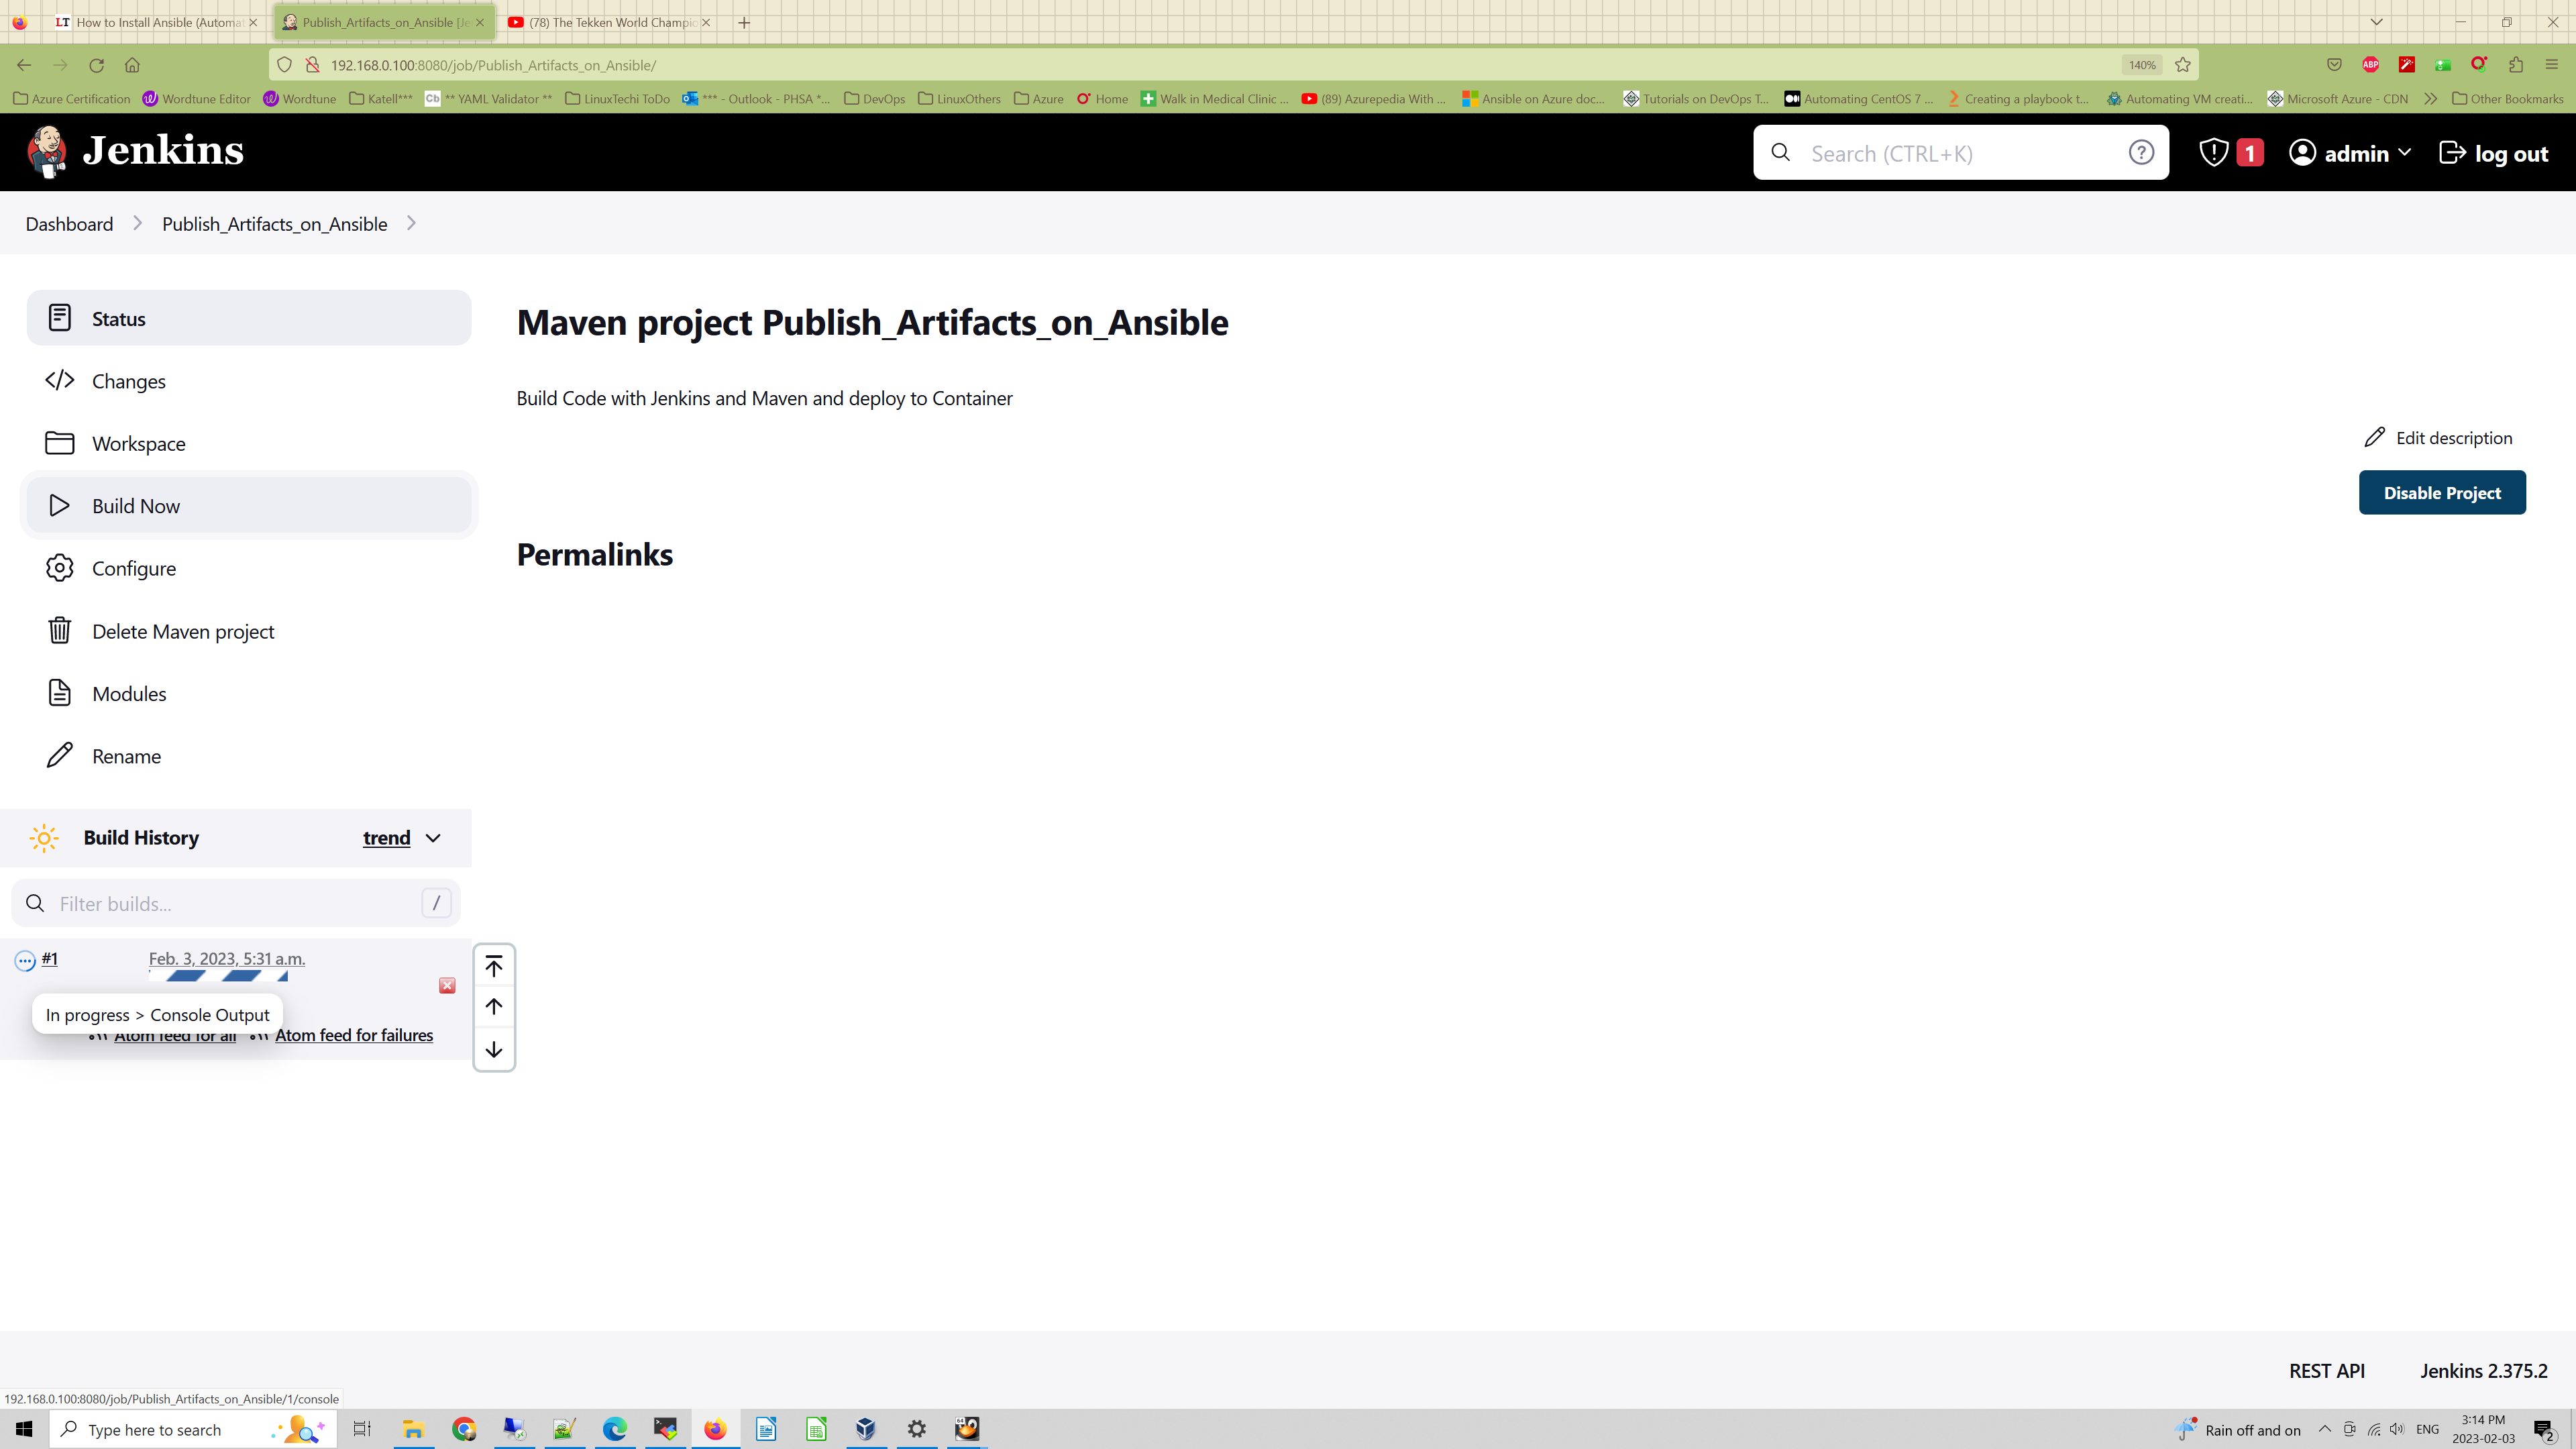 LT How to Install Ansible (Automat
Publish_Artifacts_on_Ansible [Je
(78) The Tekken World Champio
192.168.0.100:8080/job/Publish_Artifacts_on_Ansible/
140%
ABP
Azure Certification
Wordtune Editor
Wordtune
Katell***
Cb ** YAML Validator **
LinuxTechi ToDo
*** - Outlook - PHSA *...
DevOps
LinuxOthers
Azure
Home
Walk in Medical Clinic ...
(89) Azurepedia With ...
Ansible on Azure doc...
Tutorials on DevOps T...
Automating CentOS 7 ...
Creating a playbook t...
Automating VM creati...
Microsoft Azure - CDN
Other Bookmarks
Jenkins
Search (CTRL+K)
1
admin
log out
Dashboard
Publish_Artifacts_on_Ansible
Status
Changes
Workspace
Build Now
Configure
Delete Maven project
Modules
Rename
Maven project Publish_Artifacts_on_Ansible
Build Code with Jenkins and Maven and deploy to Container
Edit description
Disable Project
Permalinks
Build History
trend
Filter builds...
/
#1
Feb. 3, 2023, 5:31 a.m.
In progress > Console Output
Atom feed for all
Atom feed for failures
REST API
Jenkins 2.375.2
192.168.0.100:8080/job/Publish_Artifacts_on_Ansible/1/console
Type here to search
Rain off and on
ENG
3:14 PM
2023-02-03
2